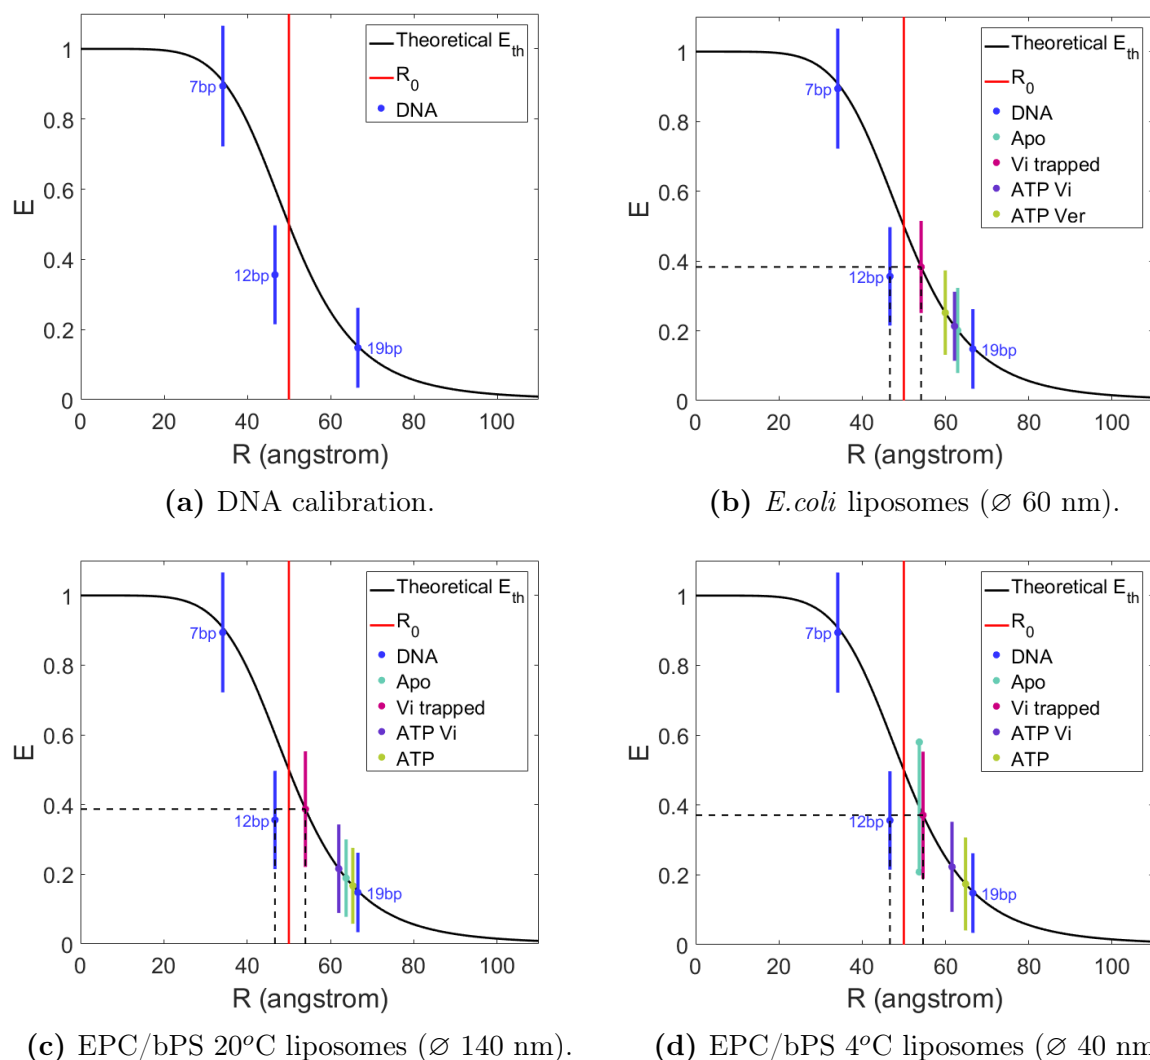 Theoretical E_th
R_0
DNA
7bp
12bp
19bp
E
1
0.8
0.6
0.4
0.2
0
0 20 40 60 80 100
R (angstrom)
(a) DNA calibration.
Theoretical E_th
R_0
DNA
Apo
Vi trapped
ATP Vi
ATP Ver
7bp
12bp
19bp
E
1
0.8
0.6
0.4
0.2
0
0 20 40 60 80 100
R (angstrom)
(b) E.coli liposomes (∅ 60 nm).
Theoretical E_th
R_0
DNA
Apo
Vi trapped
ATP Vi
ATP
7bp
12bp
19bp
E
1
0.8
0.6
0.4
0.2
0
0 20 40 60 80 100
R (angstrom)
(c) EPC/bPS 20°C liposomes (∅ 140 nm).
Theoretical E_th
R_0
DNA
Apo
Vi trapped
ATP Vi
ATP
7bp
12bp
19bp
E
1
0.8
0.6
0.4
0.2
0
0 20 40 60 80 100
R (angstrom)
(d) EPC/bPS 4°C liposomes (∅ 40 nm